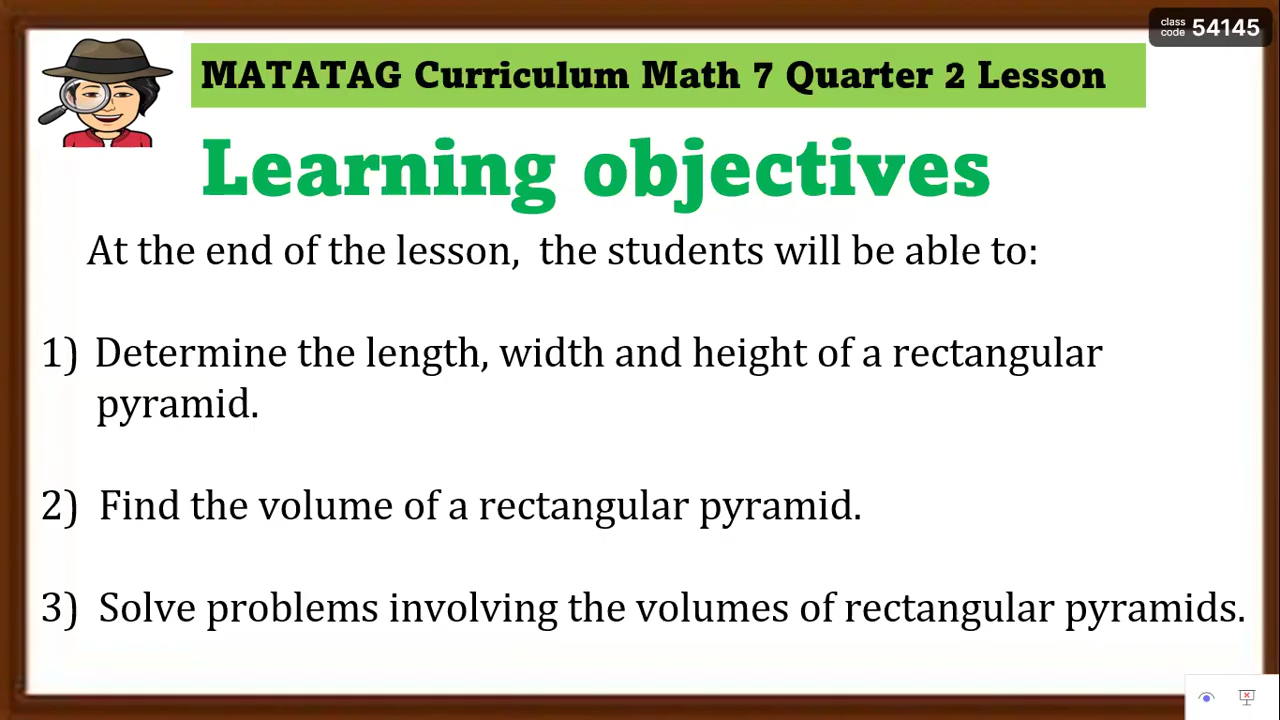 class
code 54145
MATATAG Curriculum Math 7 Quarter 2 Lesson
Learning objectives
At the end of the lesson,  the students will be able to:
1) Determine the length, width and height of a rectangular
pyramid.
2) Find the volume of a rectangular pyramid.
3) Solve problems involving the volumes of rectangular pyramids.